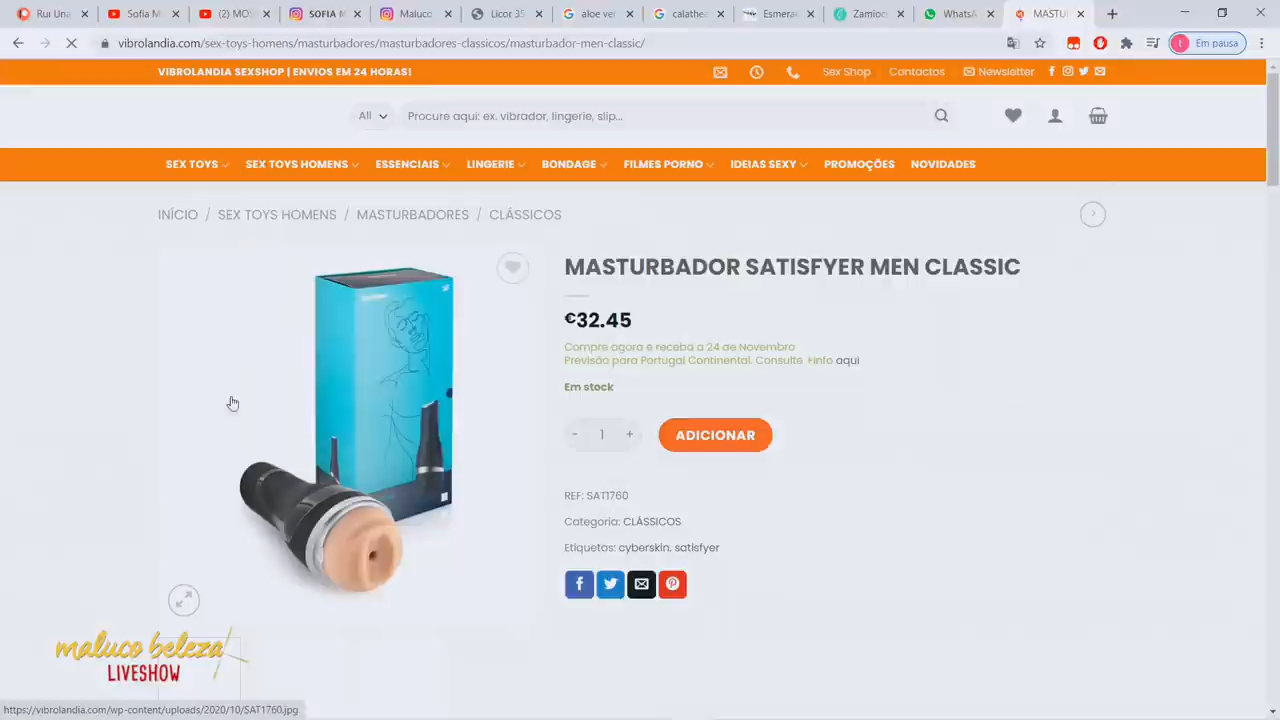 Rui Una
Sofia M
(2) MO
SOFIA M
Maluco
Licor 35
aloe ver
calathea
Esmera
Zamioc
WhatsA
MASTU
vibrolandia.com/sex-toys-homens/masturbadores/masturbadores-classicos/masturbador-men-classic/
Em pausa
VIBROLANDIA SEXSHOP | ENVIOS EM 24 HORAS!
Sex Shop
Contactos
Newsletter
All
Procure aqui: ex. vibrador, lingerie, slip...
SEX TOYS
SEX TOYS HOMENS
ESSENCIAIS
LINGERIE
BONDAGE
FILMES PORNO
IDEIAS SEXY
PROMOÇÕES
NOVIDADES
INÍCIO / SEX TOYS HOMENS / MASTURBADORES / CLÁSSICOS
MASTURBADOR SATISFYER MEN CLASSIC
€32.45
Compre agora e receba a 24 de Novembro
Previsão para Portugal Continental. Consulte +info aqui
Em stock
- 1 +
ADICIONAR
REF: SAT1760
Categoria: CLÁSSICOS
Etiquetas: cyberskin, satisfyer
maluco beleza
LIVESHOW
https://vibrolandia.com/wp-content/uploads/2020/10/SAT1760.jpg